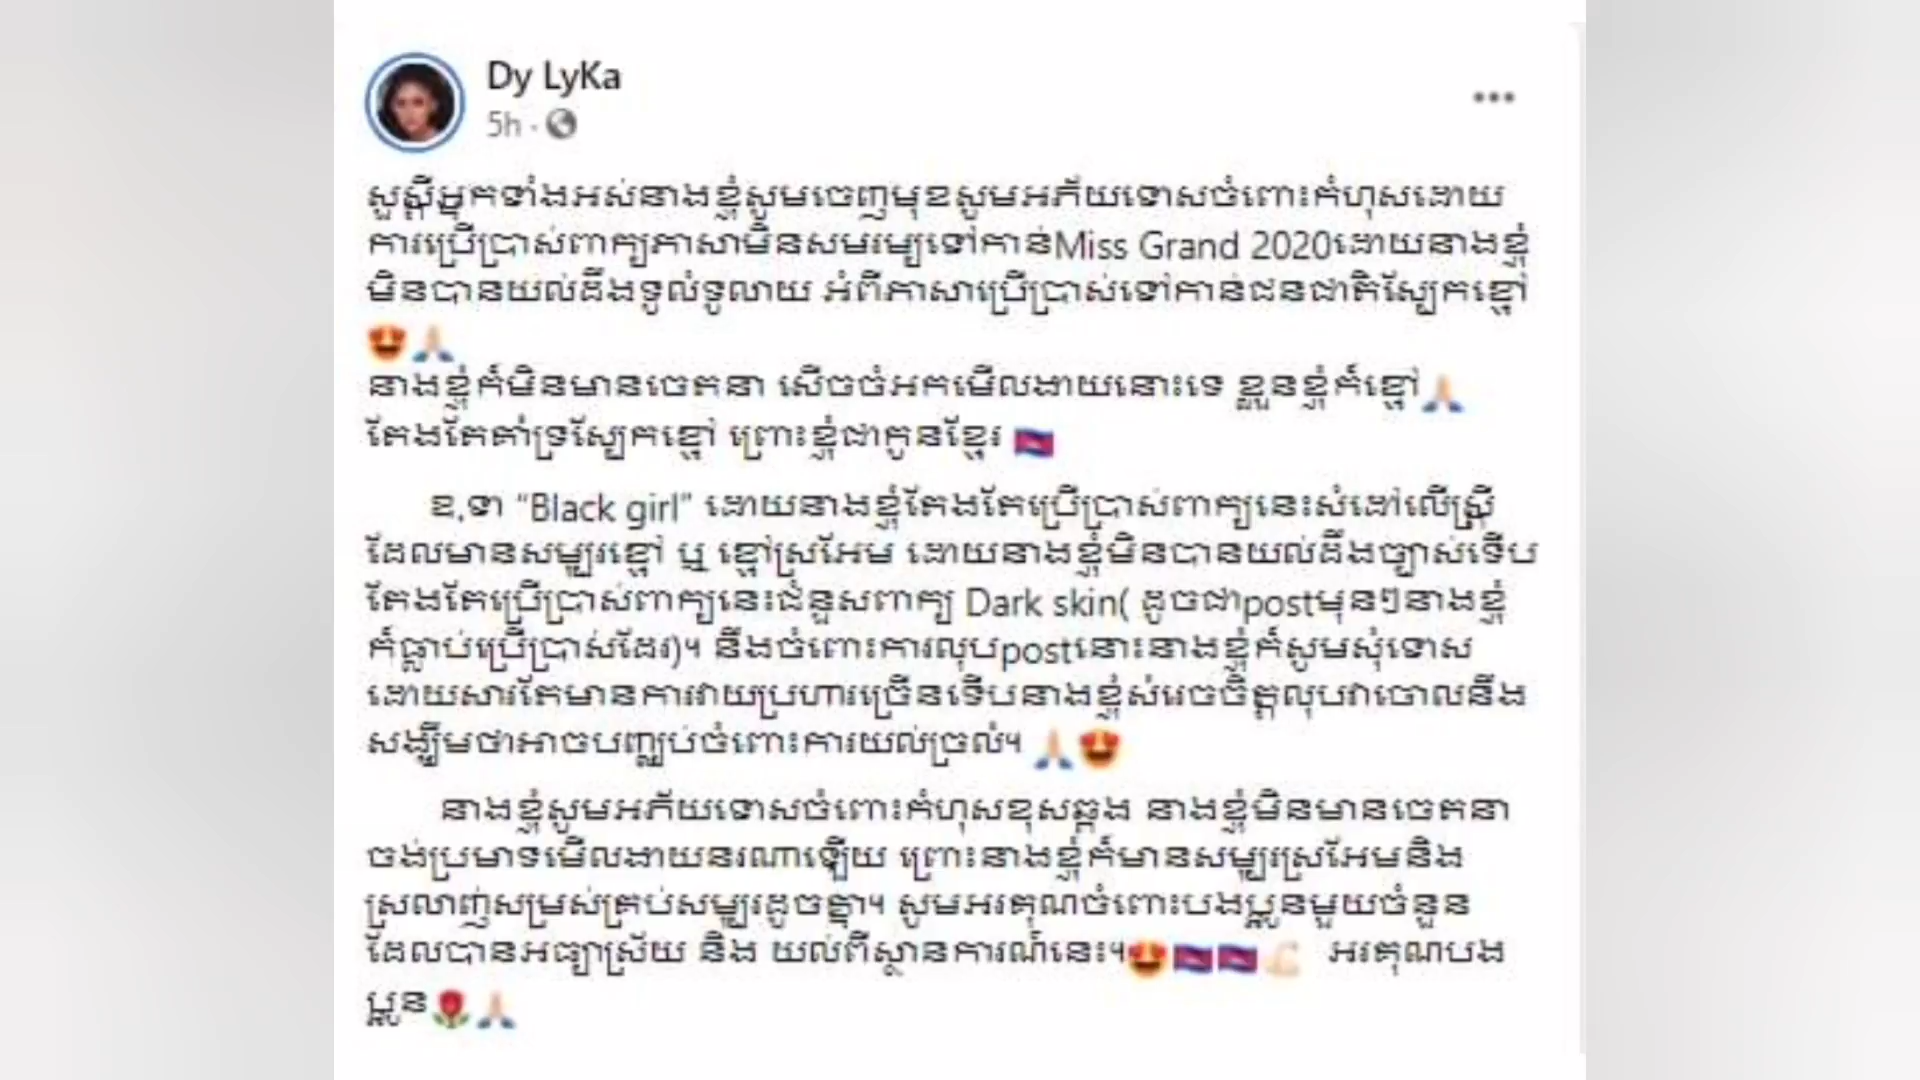 Dy LyKa
5h ·
សួស្តីអ្នកទាំងអស់នាងខ្ញុំសូមចេញមុខសូមអភ័យទោសចំពោះកំហុសដោយ
ការប្រើប្រាស់ពាក្យភាសាមិនសមរម្យទៅកាន់Miss Grand 2020ដោយនាងខ្ញុំ
មិនបានយល់ដឹងទូលំទូលាយ អំពីភាសាប្រើប្រាស់ទៅកាន់ជនជាតិស្បែកខ្មៅ
😍🙏🏻
នាងខ្ញុំក៏មិនមានចេតនា សើចចំអកមើលងាយនោះទេ ខ្លួនខ្ញុំក៏ខ្មៅ🙏🏻
តែងតែគាំទ្រស្បែកខ្មៅ ព្រោះខ្ញុំជាកូនខ្មែរ 🇰🇭
ឧ.ទា "Black girl" ដោយនាងខ្ញុំតែងតែប្រើប្រាស់ពាក្យនេះសំដៅលើស្រ្តី
ដែលមានសម្បុរខ្មៅ ឬ ខ្មៅស្រអែម ដោយនាងខ្ញុំមិនបានយល់ដឹងច្បាស់ទើប
តែងតែប្រើប្រាស់ពាក្យនេះជំនួសពាក្យ Dark skin( ដូចជាpostមុនៗនាងខ្ញុំ
ក៏ធ្លាប់ប្រើប្រាស់ដែរ)។ នឹងចំពោះការលុបpostនោះនាងខ្ញុំក៏សូមសុំទោស
ដោយសារតែមានការវាយប្រហារច្រើនទើបនាងខ្ញុំសំរេចចិត្តលុបវាចោលនឹង
សង្ឃឹមថាអាចបញ្ឈប់ចំពោះការយល់ច្រលំ។ 🙏🏻😍
នាងខ្ញុំសូមអភ័យទោសចំពោះកំហុសខុសឆ្គង នាងខ្ញុំមិនមានចេតនា
ចង់ប្រមាទមើលងាយនរណាឡើយ ព្រោះនាងខ្ញុំក៏មានសម្បុរស្រអែមនិង
ស្រលាញ់សម្រស់គ្រប់សម្បុរដូចគ្នា។ សូមអរគុណចំពោះបងប្អូនមួយចំនួន
ដែលបានអធ្យាស្រ័យ និង យល់ពីស្ថានការណ៍នេះ។😍🇰🇭🇰🇭💪🏻 អរគុណបង
ប្អូន🌹🙏🏻